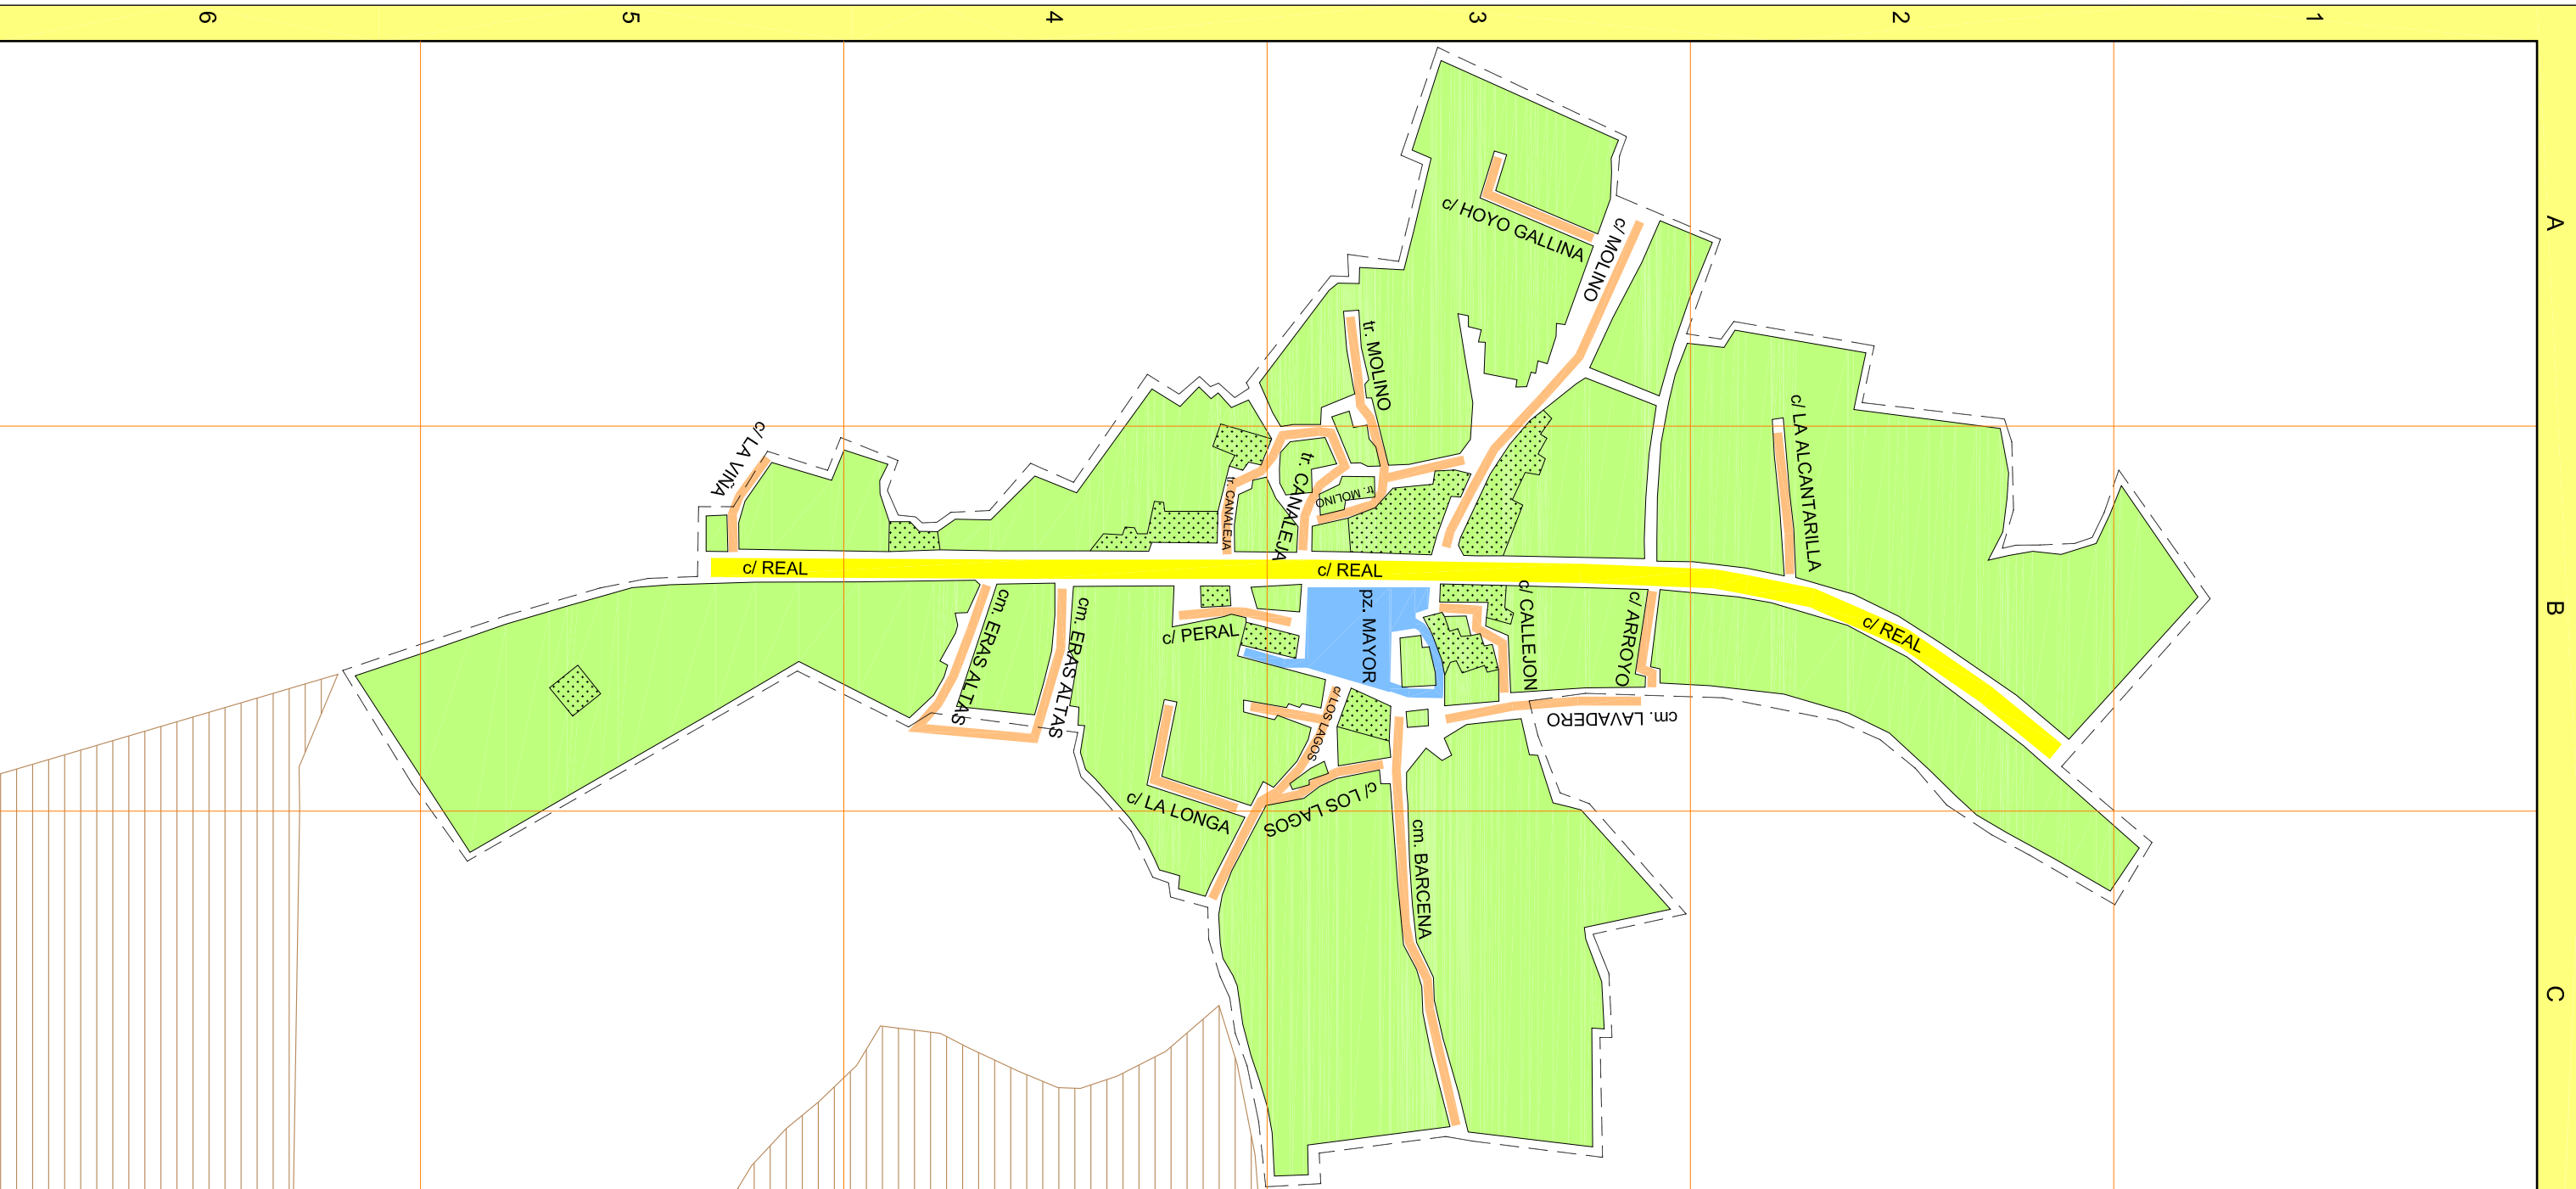 6
5
4
3
2
1
A
B
C
c/ HOYO GALLINA
c/ MOLINO
tr. MOLINO
c/ LA VIÑA
tr. CANALEJA
tr. CANALEJA
tr. MOLINO
c/ LA ALCANTARILLA
c/ REAL
c/ REAL
c/ REAL
cm. ERAS ALTAS
cm. ERAS ALTAS
c/ PERAL
pz. MAYOR
c/ CALLEJON
c/ ARROYO
c/ LOS LAGOS
cm. LAVADERO
c/ LA LONGA
c/ LOS LAGOS
cm. BARCENA